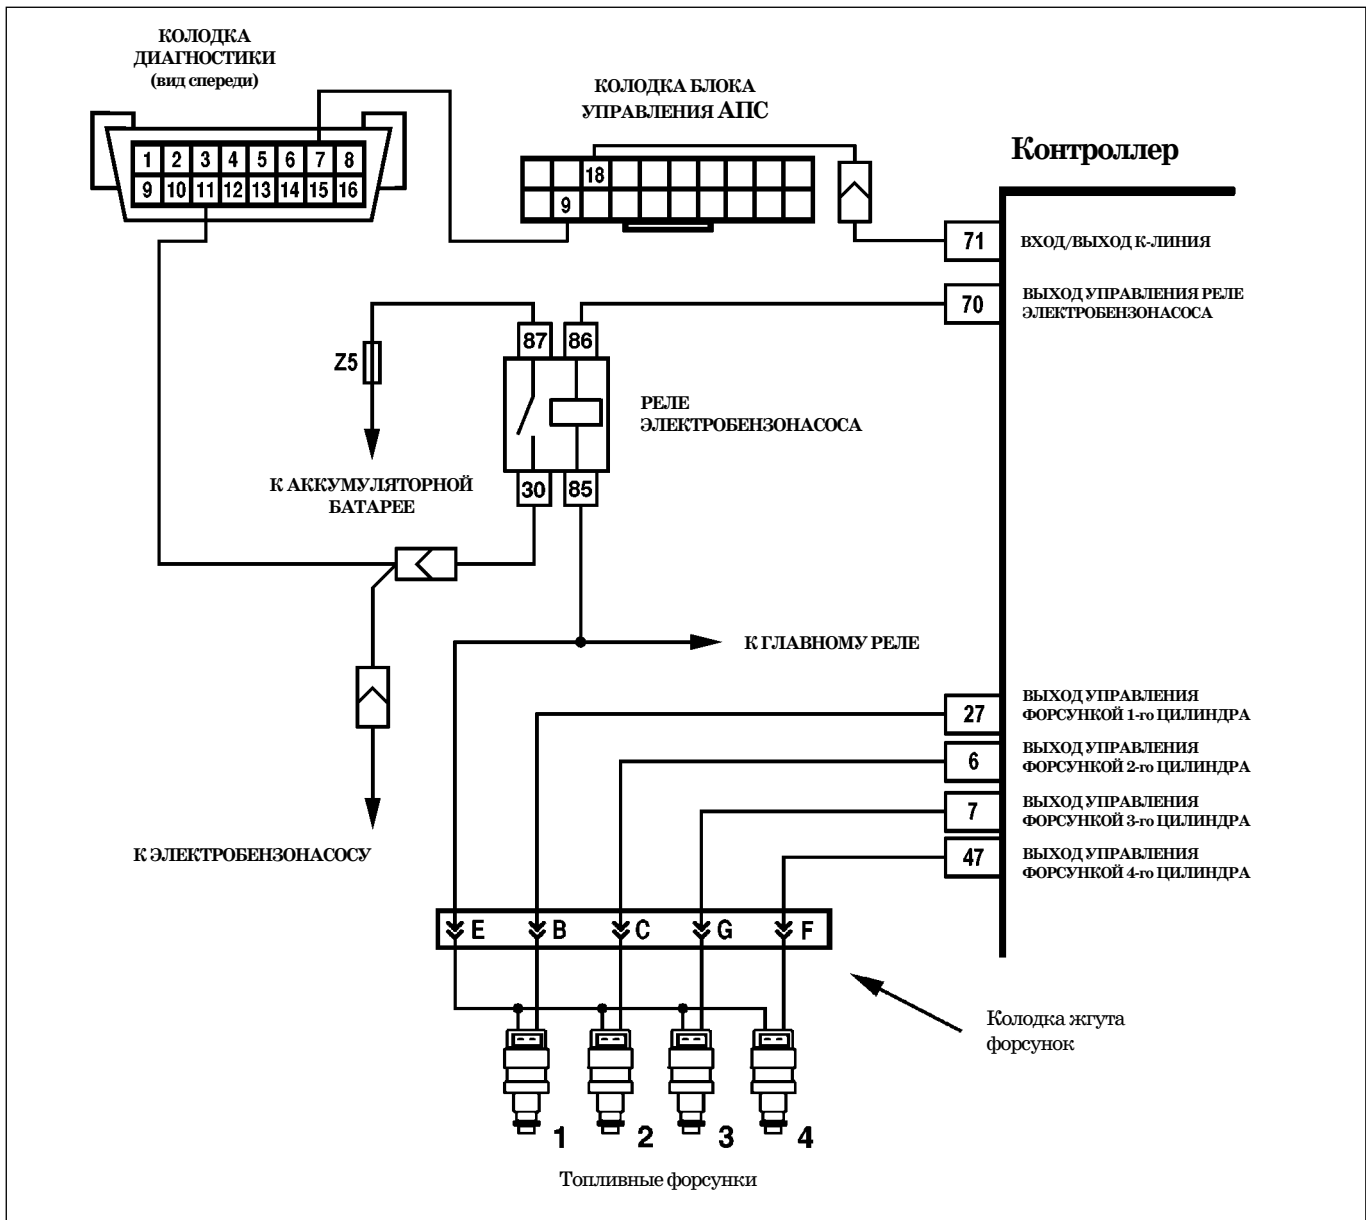 КОЛОДКА
ДИАГНОСТИКИ
(вид спереди)
КОЛОДКА БЛОКА
УПРАВЛЕНИЯ АПС
Контроллер
1 2 3 4 5 6 7 8
9 10 11 12 13 14 15 16
18
9
71
ВХОД/ВЫХОД К-ЛИНИЯ
70
ВЫХОД УПРАВЛЕНИЯ РЕЛЕ
ЭЛЕКТРОБЕНЗОНАСОСА
87 86
Z5
РЕЛЕ
ЭЛЕКТРОБЕНЗОНАСОСА
К АККУМУЛЯТОРНОЙ
БАТАРЕЕ
30 85
К ГЛАВНОМУ РЕЛЕ
27
ВЫХОД УПРАВЛЕНИЯ
ФОРСУНКОЙ 1-го ЦИЛИНДРА
6
ВЫХОД УПРАВЛЕНИЯ
ФОРСУНКОЙ 2-го ЦИЛИНДРА
7
ВЫХОД УПРАВЛЕНИЯ
ФОРСУНКОЙ 3-го ЦИЛИНДРА
47
ВЫХОД УПРАВЛЕНИЯ
ФОРСУНКОЙ 4-го ЦИЛИНДРА
К ЭЛЕКТРОБЕНЗОНАСОСУ
E B C G F
Колодка жгута
форсунок
1 2 3 4
Топливные форсунки